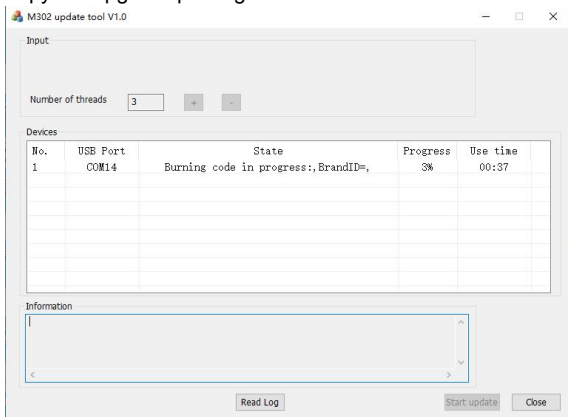 M302 update tool V1.0
Input
Number of threads 3 + -
Devices
No. USB Port State Progress Use time
1 COM14 Burning code in progress:,BrandID=, 3% 00:37
Information
Read Log Start update Close